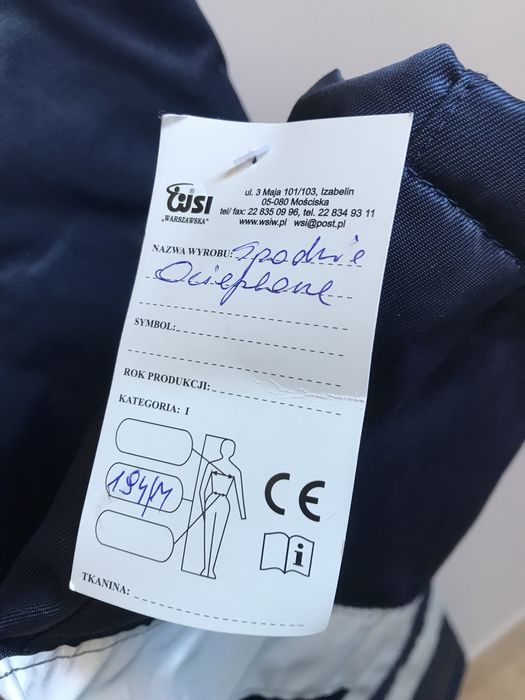 WSI
"WARSZAWSKA"
ul. 3 Maja 101/103, Izabelin
05-080 Mościska
tel/ fax: 22 835 09 96, tel. 22 834 93 11
www.wsiw.pl wsi@post.pl
NAZWA WYROBU: Spodnie
Ocieplane
SYMBOL:
ROK PRODUKCJI:
KATEGORIA: I
194/M
CE
i
TKANINA: